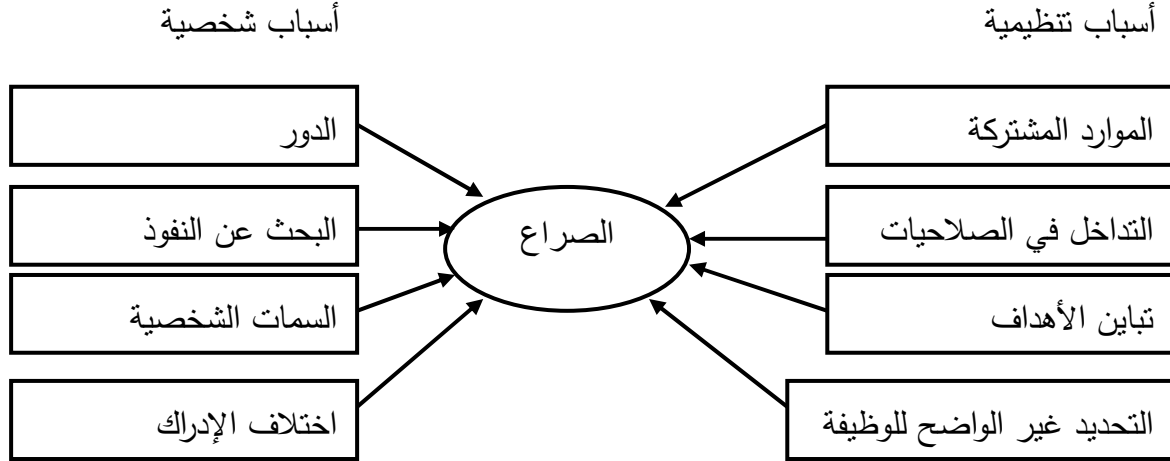 أسباب تنظيمية
أسباب شخصية
الموارد المشتركة
الدور
التداخل في الصلاحيات
الصراع
البحث عن النفوذ
تباين الأهداف
السمات الشخصية
التحديد غير الواضح للوظيفة
اختلاف الإدراك